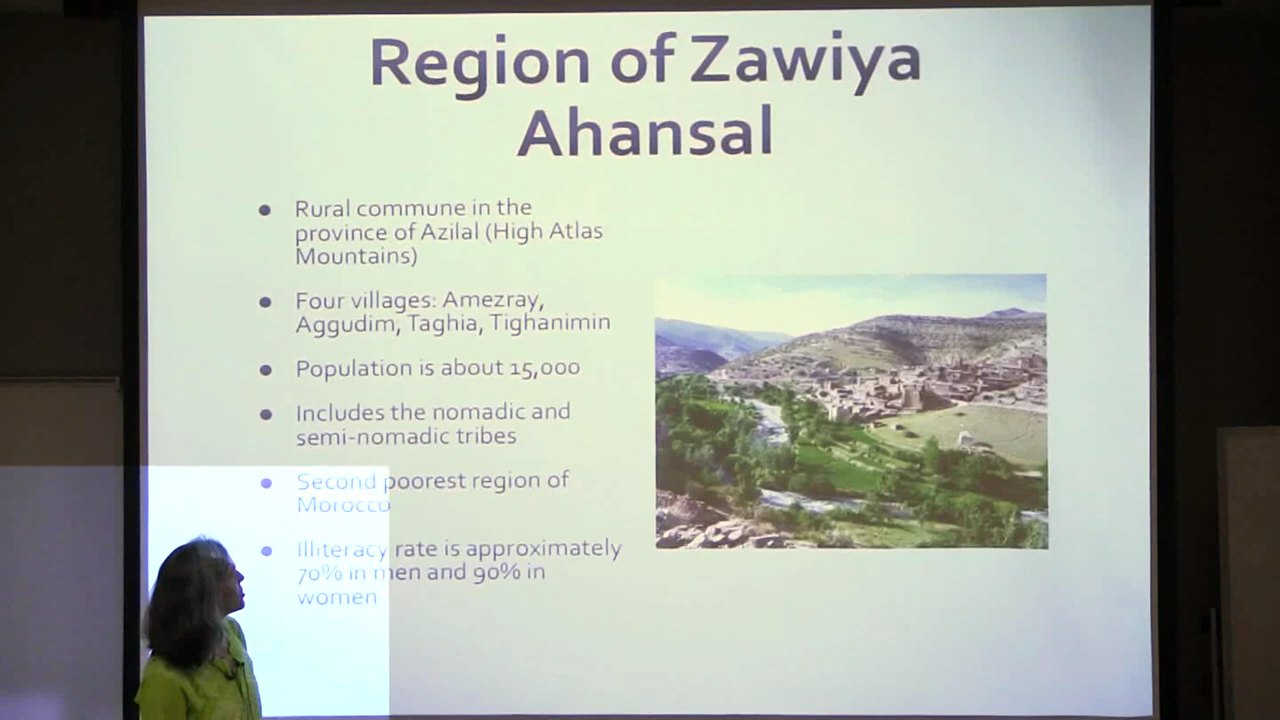 Region of Zawiya
Ahansal
• Rural commune in the
province of Azilal (High Atlas
Mountains)
• Four villages: Amezray,
Aggudim, Taghia, Tighanimin
• Population is about 15,000
• Includes the nomadic and
semi-nomadic tribes
• Second poorest region of
Morocco
• Illiteracy rate is approximately
70% in men and 90% in
women